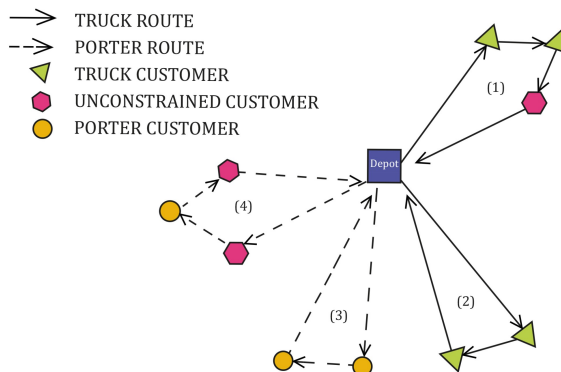 TRUCK ROUTE
PORTER ROUTE
TRUCK CUSTOMER
UNCONSTRAINED CUSTOMER
PORTER CUSTOMER
(1)
Depot
(4)
(2)
(3)